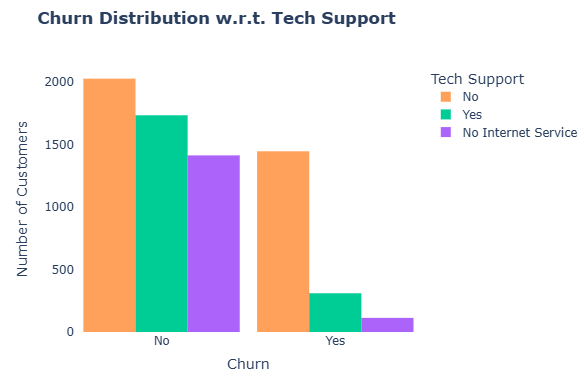 Churn Distribution w.r.t. Tech Support
Tech Support
No
Yes
No Internet Service
Number of Customers
2000
1500
1000
500
0
No
Yes
Churn